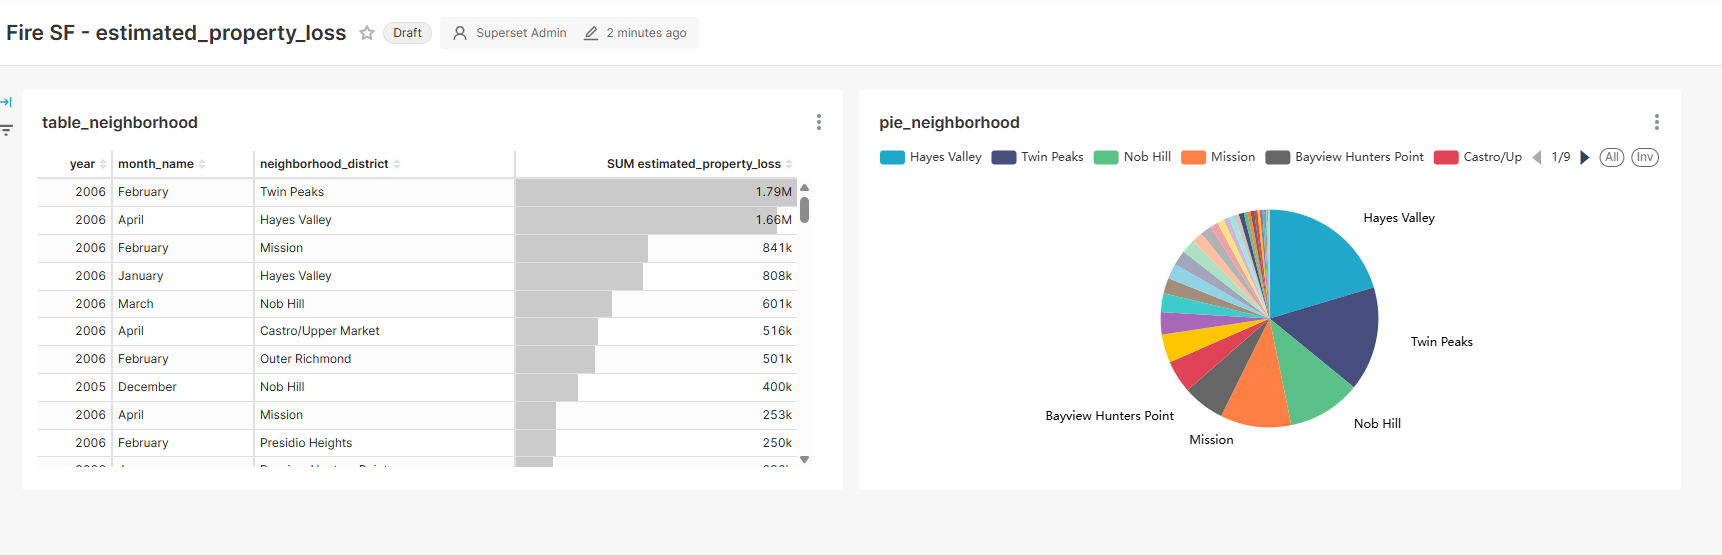 Fire SF - estimated_property_loss Draft Superset Admin 2 minutes ago
table_neighborhood
year month_name neighborhood_district SUM estimated_property_loss
2006 February Twin Peaks 1.79M
2006 April Hayes Valley 1.66M
2006 February Mission 841k
2006 January Hayes Valley 808k
2006 March Nob Hill 601k
2006 April Castro/Upper Market 516k
2006 February Outer Richmond 501k
2005 December Nob Hill 400k
2006 April Mission 253k
2006 February Presidio Heights 250k
pie_neighborhood
Hayes Valley Twin Peaks Nob Hill Mission Bayview Hunters Point Castro/Up 1/9 All Inv
Hayes Valley
Twin Peaks
Nob Hill
Mission
Bayview Hunters Point